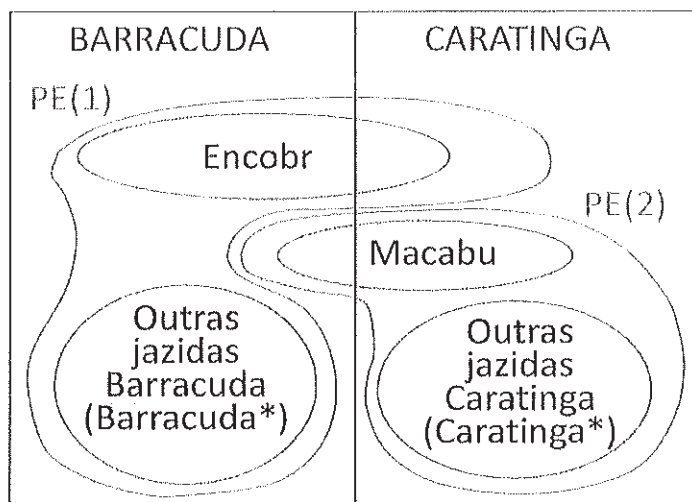 BARRACUDA
CARATINGA
PE(1)
Encobr
PE(2)
Macabu
Outras
jazidas
Barracuda
(Barracuda*)
Outras
jazidas
Caratinga
(Caratinga*)